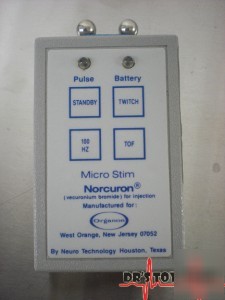 Pulse Battery
STANDBY TWITCH
100 TOF
HZ
Micro Stim
Norcuron®
(vecuronium bromide) for injection
Manufactured for:
Organon
West Orange, New Jersey 07052
By Neuro Technology Houston, Texas
DR'STOY